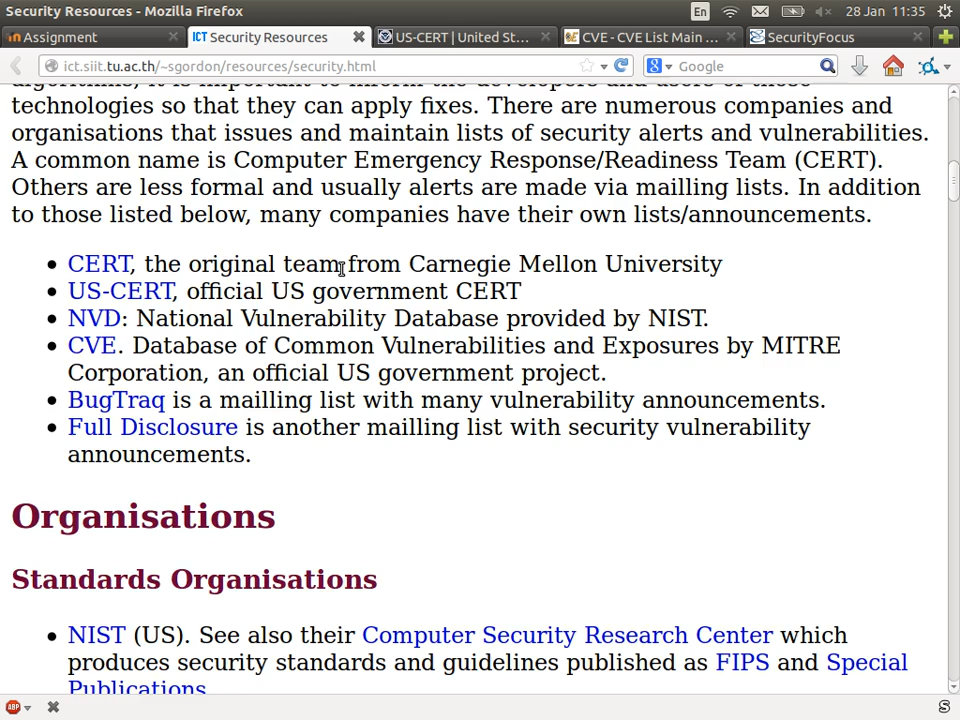 Security Resources - Mozilla Firefox
En
28 Jan 11:35
Assignment
ICT Security Resources
US-CERT | United St...
CVE - CVE List Main ...
SecurityFocus
ict.siit.tu.ac.th/~sgordon/resources/security.html
Google
technologies so that they can apply fixes. There are numerous companies and
organisations that issues and maintain lists of security alerts and vulnerabilities.
A common name is Computer Emergency Response/Readiness Team (CERT).
Others are less formal and usually alerts are made via mailling lists. In addition
to those listed below, many companies have their own lists/announcements.
CERT, the original team from Carnegie Mellon University
US-CERT, official US government CERT
NVD: National Vulnerability Database provided by NIST.
CVE. Database of Common Vulnerabilities and Exposures by MITRE
Corporation, an official US government project.
BugTraq is a mailling list with many vulnerability announcements.
Full Disclosure is another mailling list with security vulnerability
announcements.
Organisations
Standards Organisations
NIST (US). See also their Computer Security Research Center which
produces security standards and guidelines published as FIPS and Special
Publications.
ABP
S